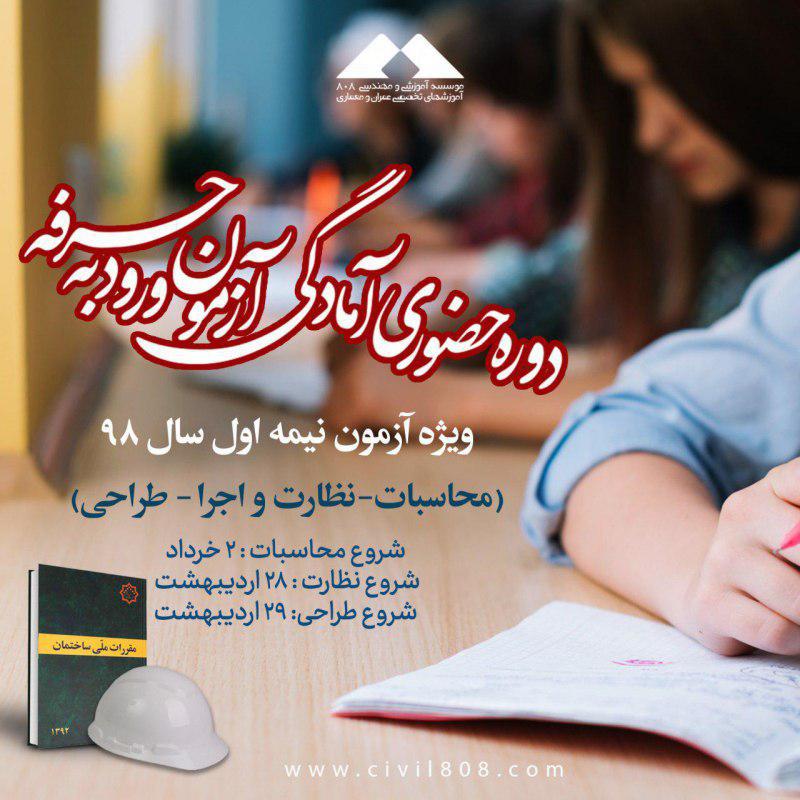 موسسه آموزشی و مهندسی ۸۰۸
آموزشهای تخصصی عمران و معماری
دوره حضوری آمادگی آزمون ورود به حرفه
ویژه آزمون نیمه اول سال ۹۸
(محاسبات-نظارت و اجرا- طراحی)
شروع محاسبات : ۲ خرداد
شروع نظارت : ۲۸ اردیبهشت
شروع طراحی: ۲۹ اردیبهشت
مقررات ملّی ساختمان
۱۳۹۲
www.civil808.com